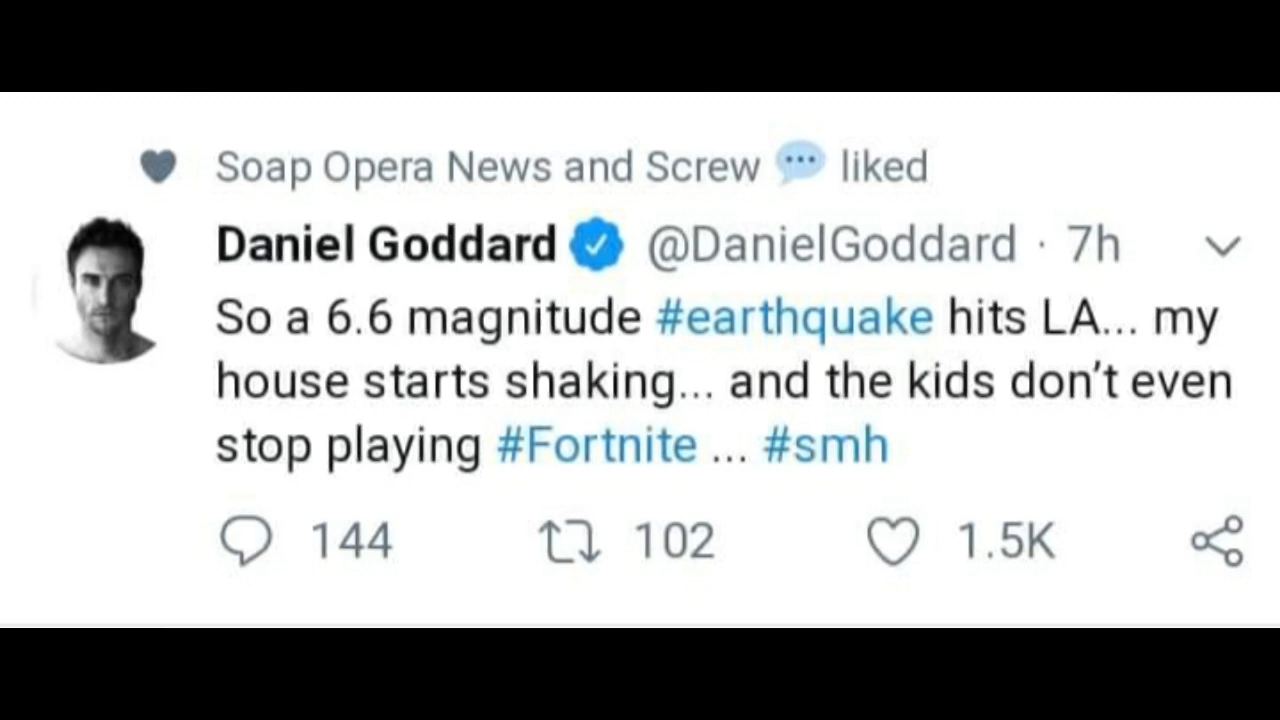 Soap Opera News and Screw 💬 liked
Daniel Goddard @DanielGoddard · 7h
So a 6.6 magnitude #earthquake hits LA... my
house starts shaking... and the kids don’t even
stop playing #Fortnite ... #smh
144 102 1.5K